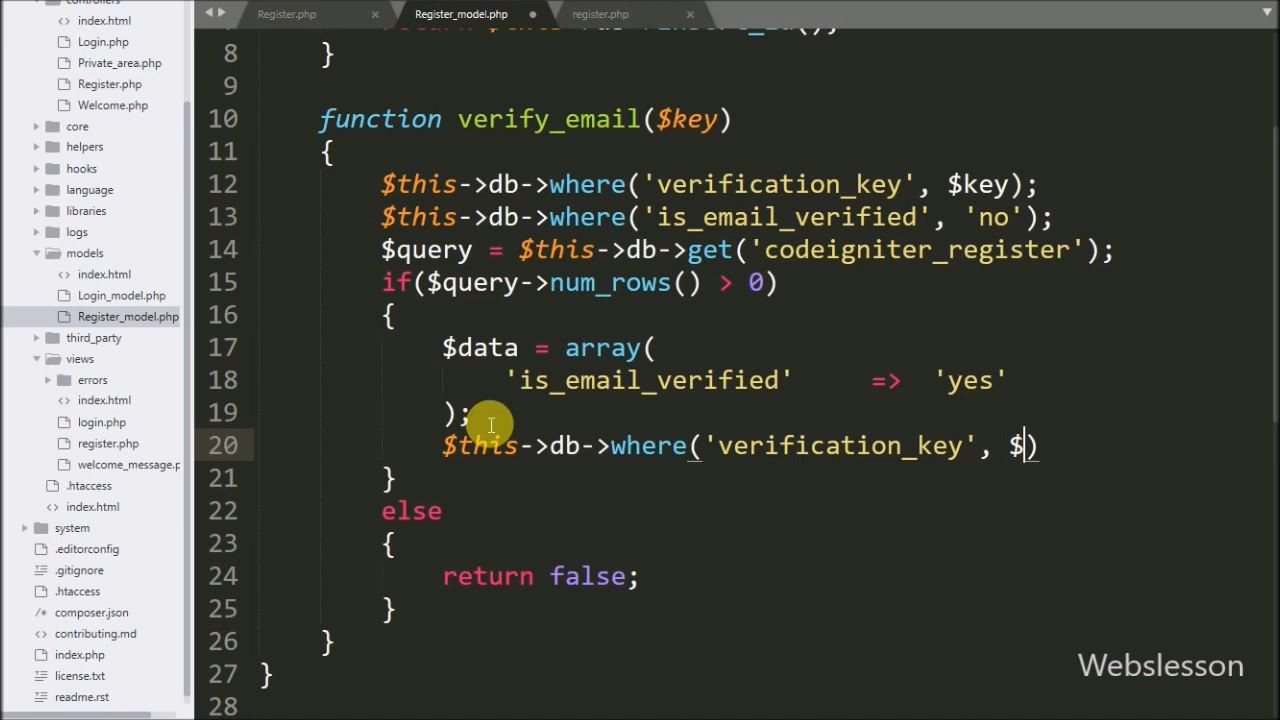 controllers
index.html
Login.php
Private_area.php
Register.php
Welcome.php
core
helpers
hooks
language
libraries
logs
models
index.html
Login_model.php
Register_model.php
third_party
views
errors
index.html
login.php
register.php
welcome_message.p
.htaccess
index.html
system
.editorconfig
.gitignore
.htaccess
composer.json
contributing.md
index.php
license.txt
readme.rst
Register.php
Register_model.php
register.php
8 }
9
10 function verify_email($key)
11 {
12 $this->db->where('verification_key', $key);
13 $this->db->where('is_email_verified', 'no');
14 $query = $this->db->get('codeigniter_register');
15 if($query->num_rows() > 0)
16 {
17 $data = array(
18 'is_email_verified' => 'yes'
19 );
20 $this->db->where('verification_key', $)
21 }
22 else
23 {
24 return false;
25 }
26 }
27 }
28
Webslesson